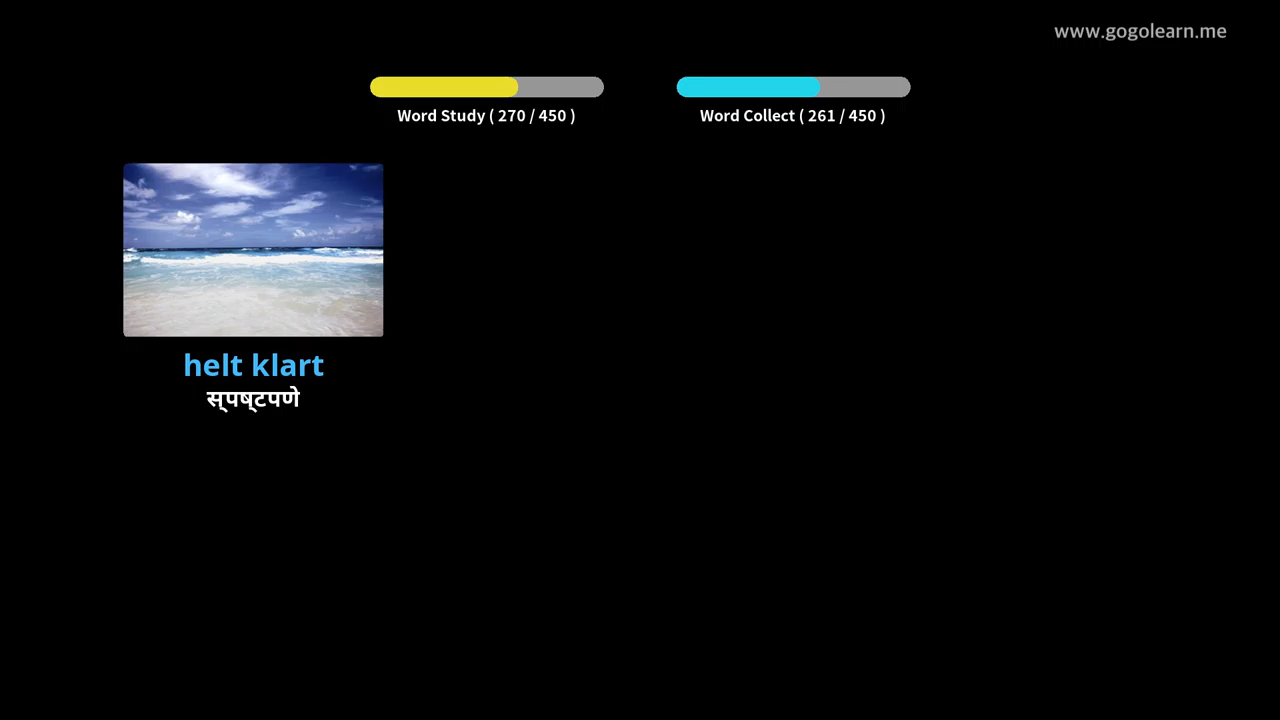 www.gogolearn.me
Word Study ( 270 / 450 )
Word Collect ( 261 / 450 )
helt klart
स्पष्टपणे